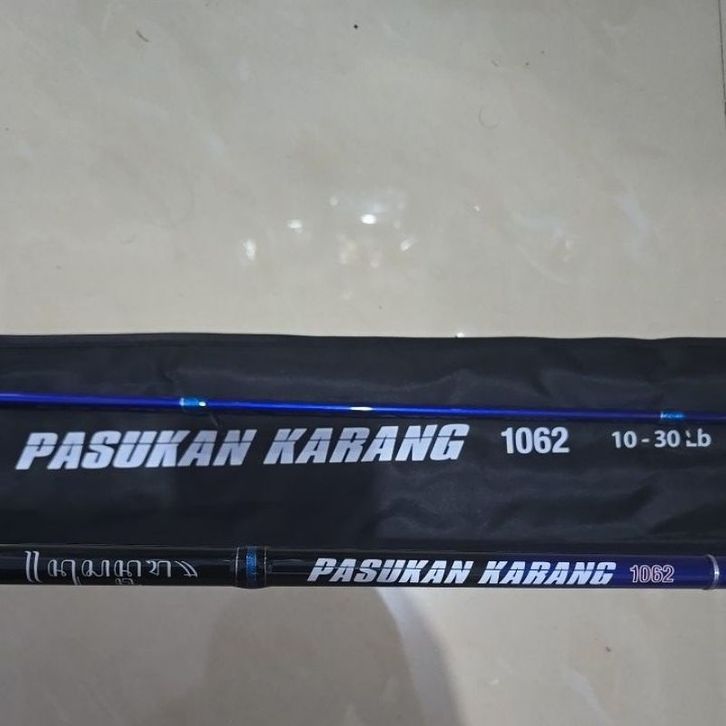 PASUKAN KARANG 1062 10 - 30 Lb
PASUKAN KARANG 1062